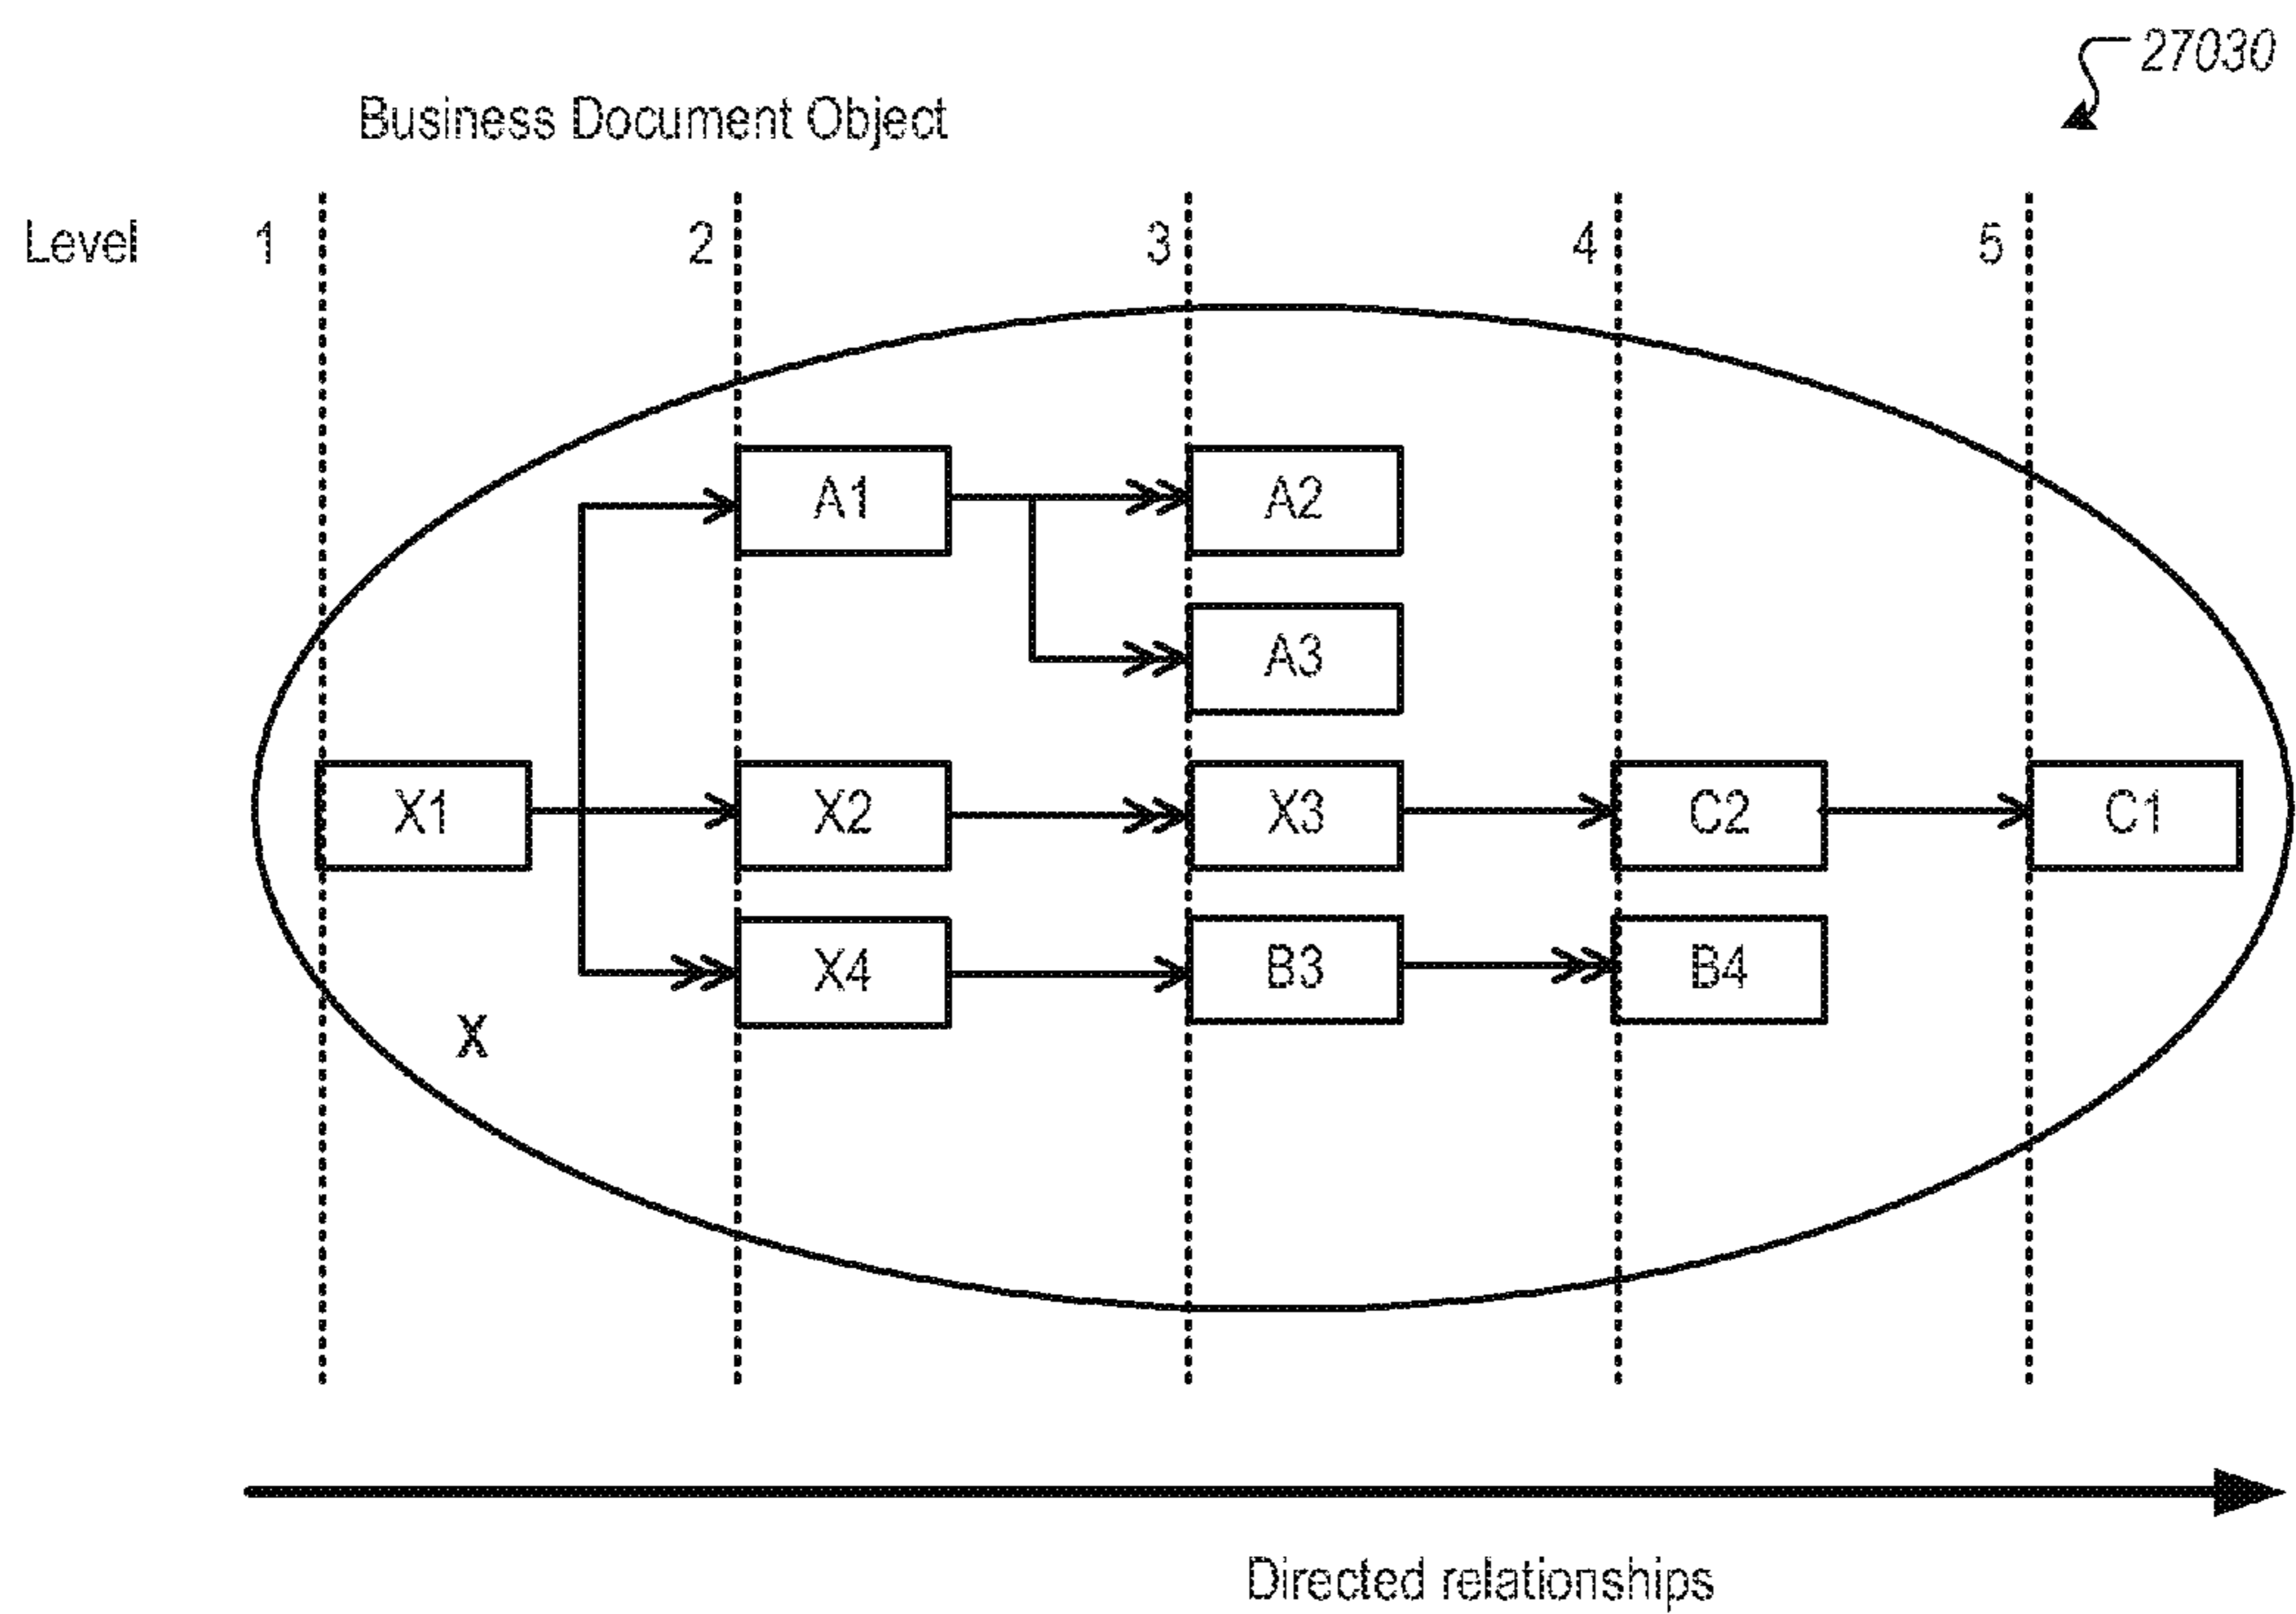 27030
Business Document Object
Level 1 2 3 4 5
A1 A2
A3
X1 X2 X3 C2 C1
X4 B3 B4
X
Directed relationships